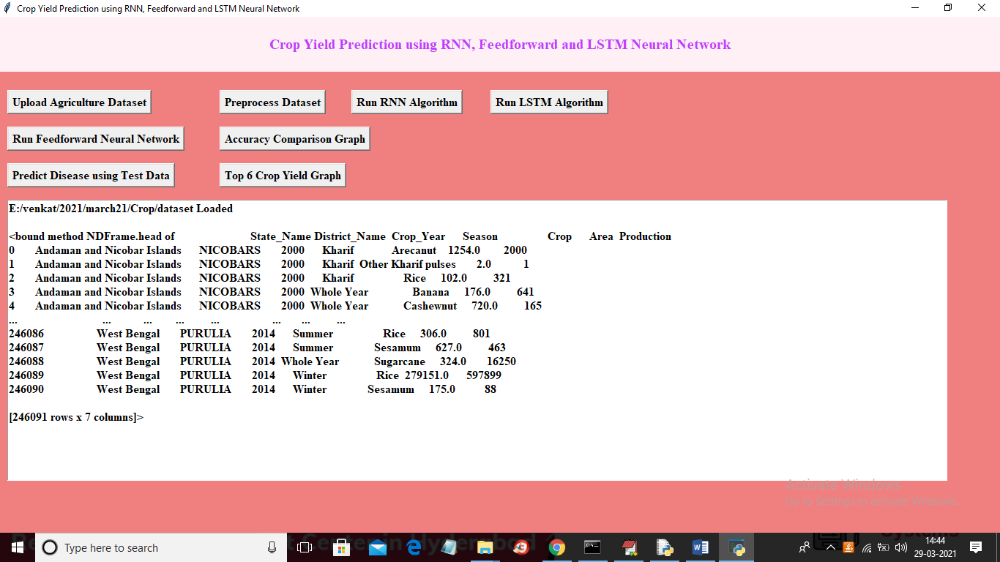 Crop Yield Prediction using RNN, Feedforward and LSTM Neural Network
Crop Yield Prediction using RNN, Feedforward and LSTM Neural Network
Upload Agriculture Dataset Preprocess Dataset Run RNN Algorithm Run LSTM Algorithm
Run Feedforward Neural Network Accuracy Comparison Graph
Predict Disease using Test Data Top 6 Crop Yield Graph
E:/venkat/2021/march21/Crop/dataset Loaded
<bound method NDFrame.head of State_Name District_Name Crop_Year Season Crop Area Production
0 Andaman and Nicobar Islands NICOBARS 2000 Kharif Arecanut 1254.0 2000
1 Andaman and Nicobar Islands NICOBARS 2000 Kharif Other Kharif pulses 2.0 1
2 Andaman and Nicobar Islands NICOBARS 2000 Kharif Rice 102.0 321
3 Andaman and Nicobar Islands NICOBARS 2000 Whole Year Banana 176.0 641
4 Andaman and Nicobar Islands NICOBARS 2000 Whole Year Cashewnut 720.0 165
... ... ... ... ... ... ... ...
246086 West Bengal PURULIA 2014 Summer Rice 306.0 801
246087 West Bengal PURULIA 2014 Summer Sesamum 627.0 463
246088 West Bengal PURULIA 2014 Whole Year Sugarcane 324.0 16250
246089 West Bengal PURULIA 2014 Winter Rice 279151.0 597899
246090 West Bengal PURULIA 2014 Winter Sesamum 175.0 88
[246091 rows x 7 columns]>
Activate Windows
Go to Settings to activate Windows.
Type here to search
14:44
29-03-2021